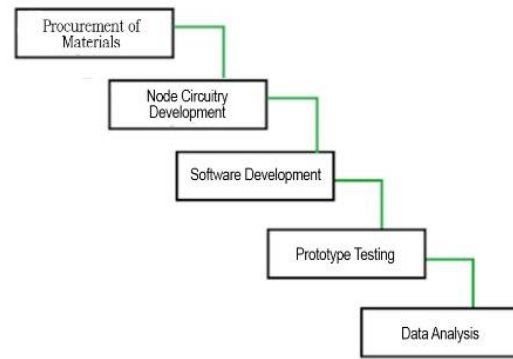 Procurement of
Materials
Node Circuitry
Development
Software Development
Prototype Testing
Data Analysis